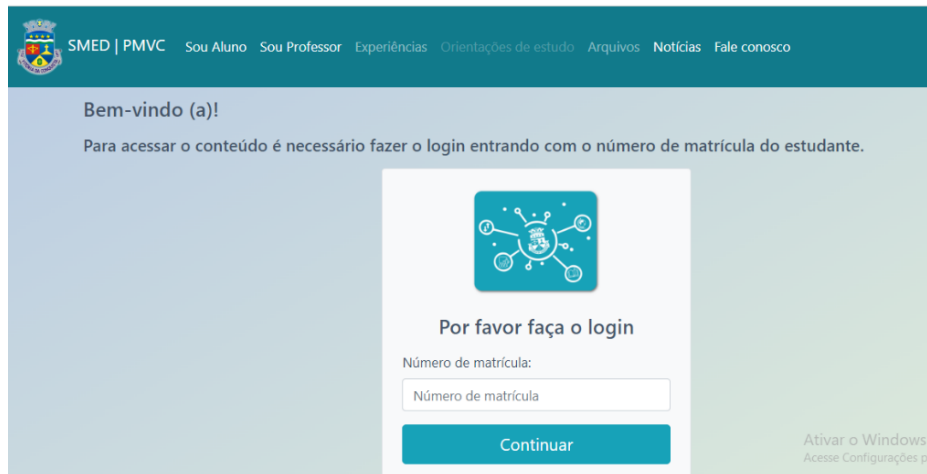 SMED | PMVC Sou Aluno Sou Professor Experiências Orientações de estudo Arquivos Notícias Fale conosco
Bem-vindo (a)!
Para acessar o conteúdo é necessário fazer o login entrando com o número de matrícula do estudante.
Por favor faça o login
Número de matrícula:
Número de matrícula
Continuar
Ativar o Windows
Acesse Configurações p